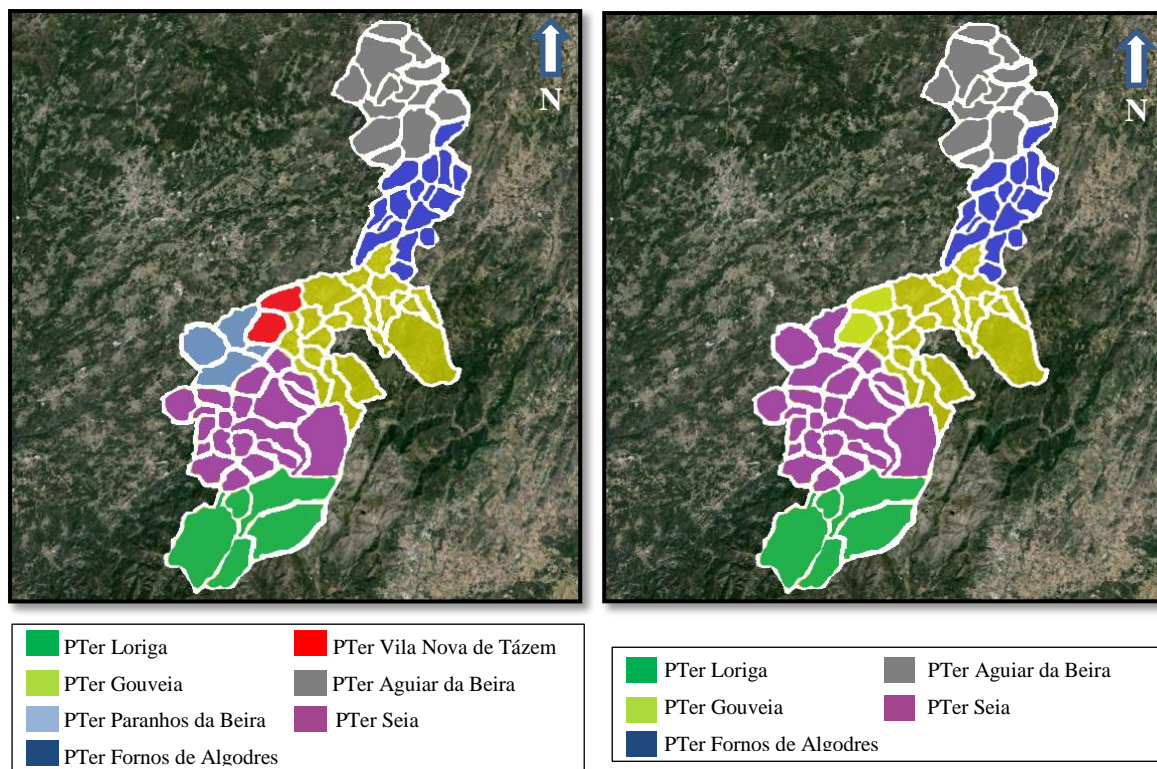 N
N
PTer Loriga
PTer Vila Nova de Tázem
PTer Gouveia
PTer Aguiar da Beira
PTer Paranhos da Beira
PTer Seia
PTer Fornos de Algodres
PTer Loriga
PTer Aguiar da Beira
PTer Gouveia
PTer Seia
PTer Fornos de Algodres